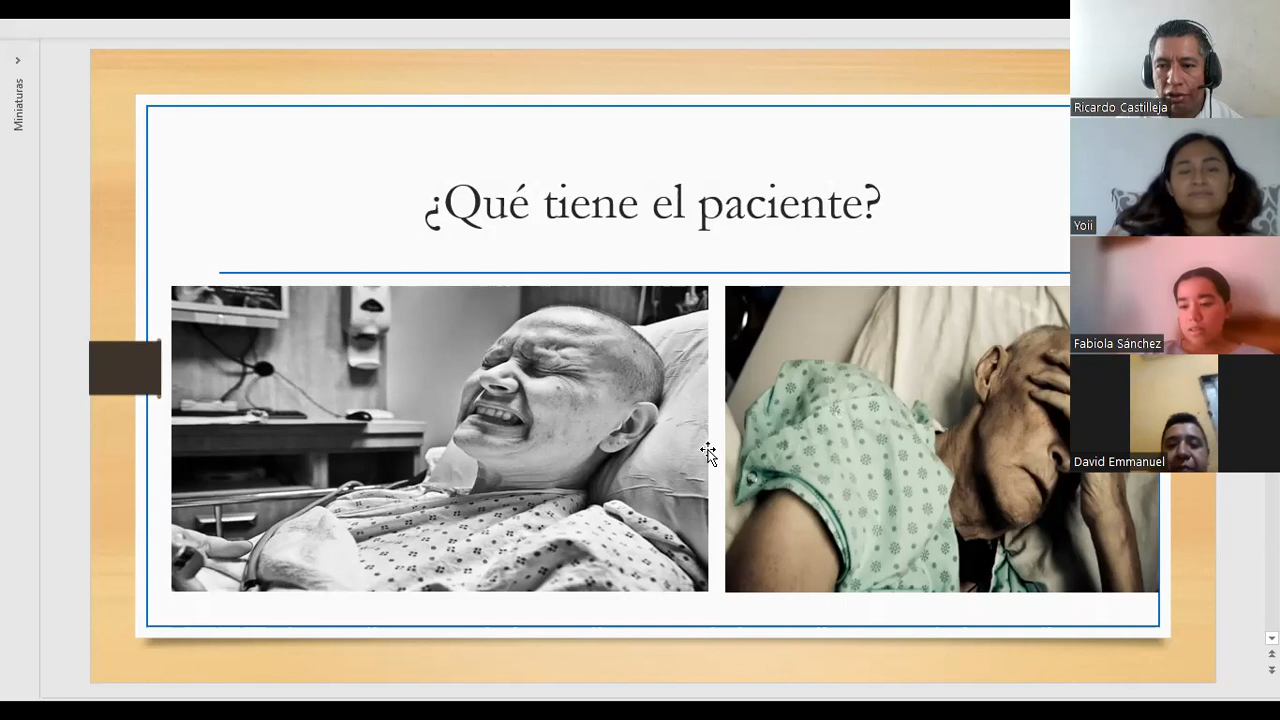 Miniaturas
¿Qué tiene el paciente?
Ricardo Castilleja
Yoii
Fabiola Sánchez
David Emmanuel